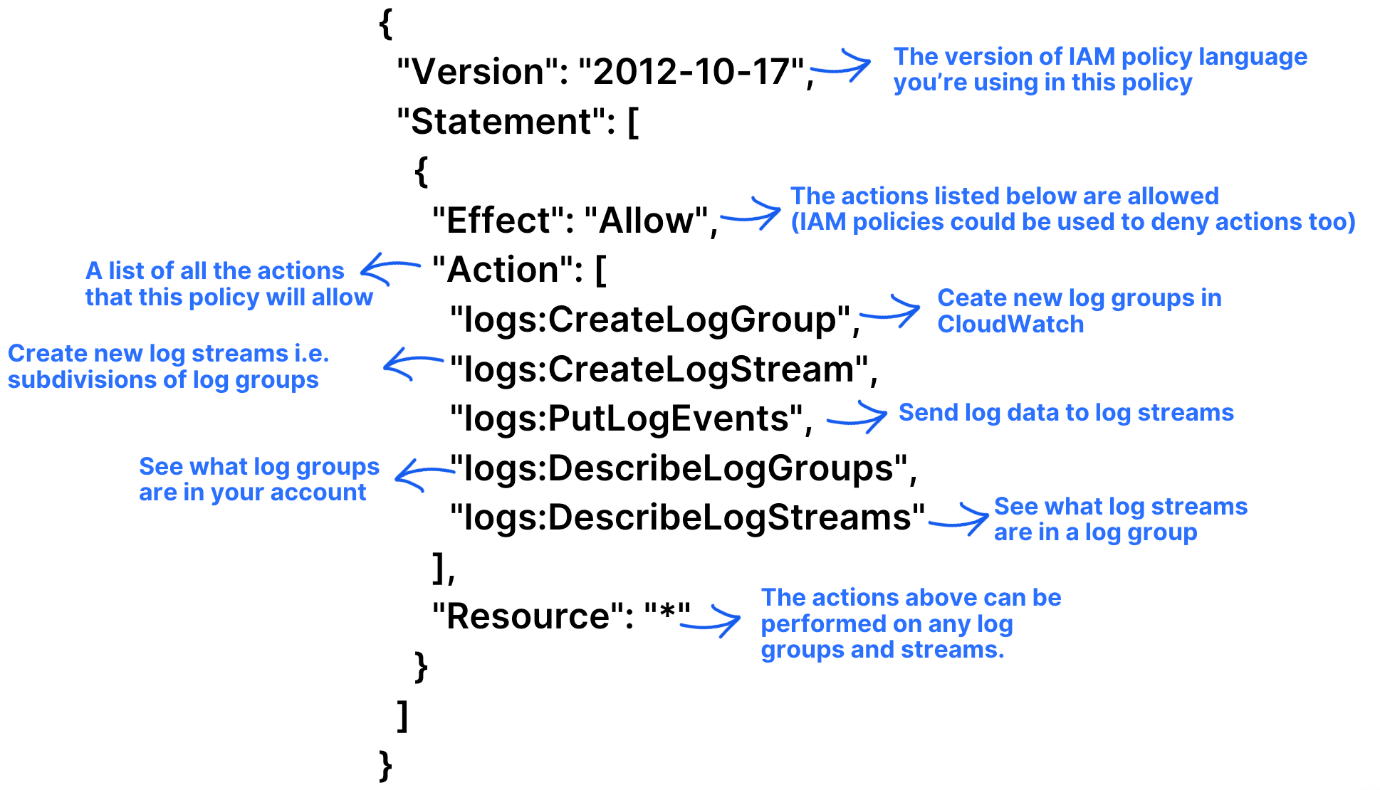 {
"Version": "2012-10-17",
The version of IAM policy language
you're using in this policy
"Statement": [
{
"Effect": "Allow",
The actions listed below are allowed
(IAM policies could be used to deny actions too)
"Action": [
A list of all the actions
that this policy will allow
"logs:CreateLogGroup",
Ceate new log groups in
CloudWatch
"logs:CreateLogStream",
Create new log streams i.e.
subdivisions of log groups
"logs:PutLogEvents",
Send log data to log streams
"logs:DescribeLogGroups",
See what log groups
are in your account
"logs:DescribeLogStreams"
See what log streams
are in a log group
],
"Resource": "*"
The actions above can be
performed on any log
groups and streams.
}
]
}